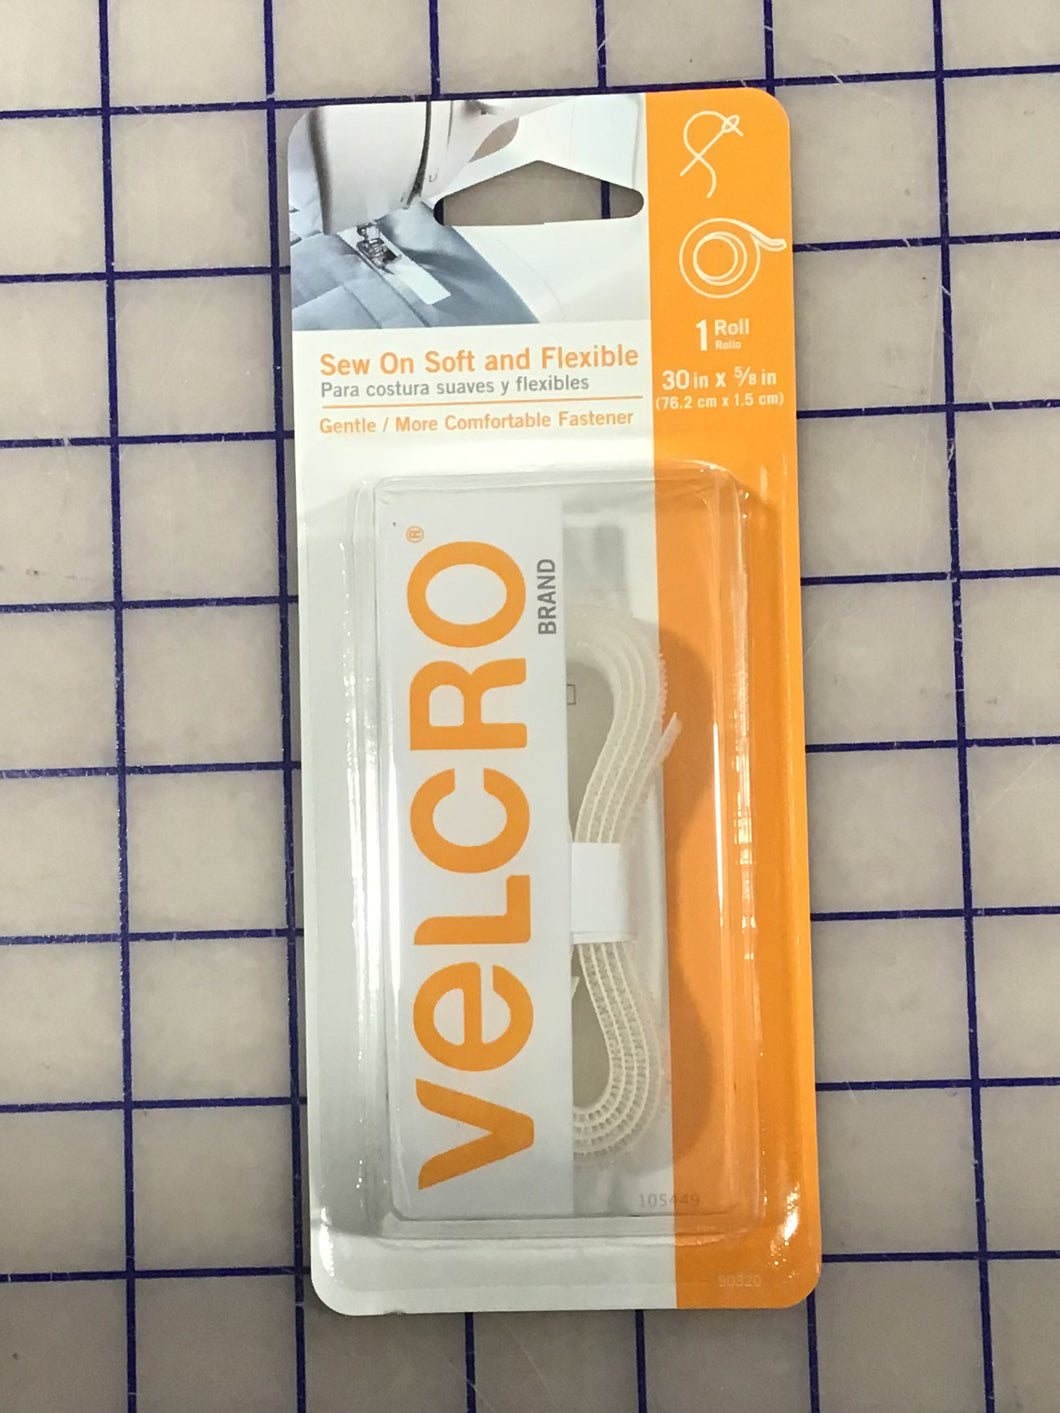 1 Roll
Rollo
30 in x 5/8 in
(76.2 cm x 1.5 cm)
Sew On Soft and Flexible
Para costura suaves y flexibles
Gentle / More Comfortable Fastener
VELCRO®
BRAND
105449
90320